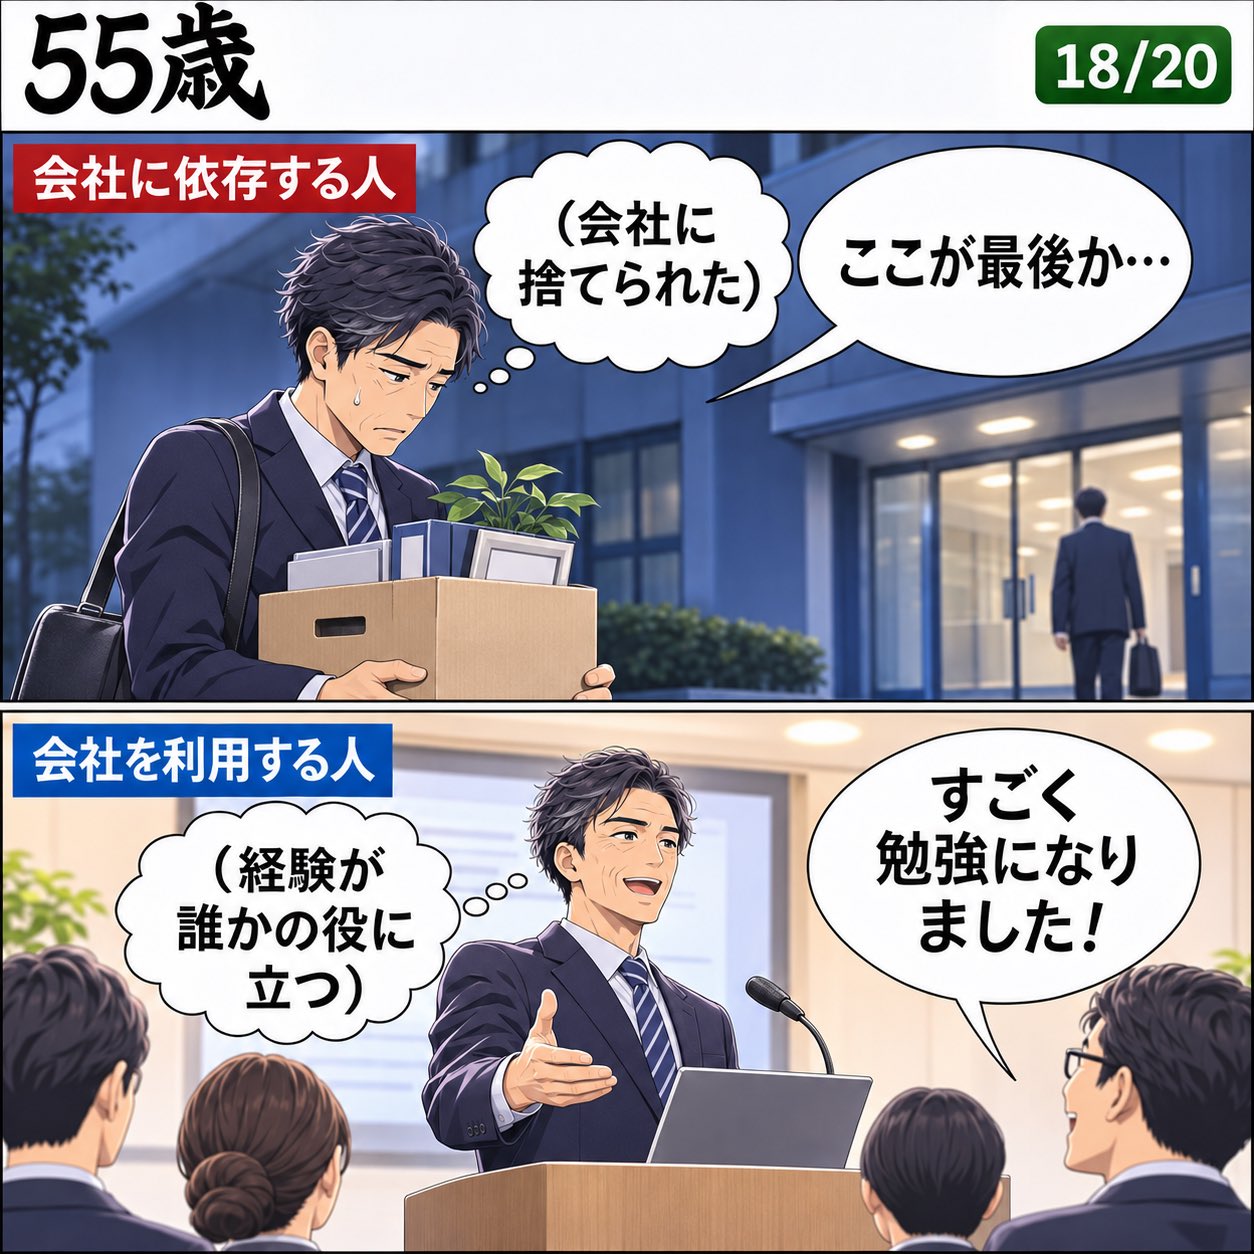 55歳
18/20
会社に依存する人
(会社に
捨てられた)
ここが最後か…
会社を利用する人
(経験が
誰かの役に
立つ)
すごく
勉強になり
ました!